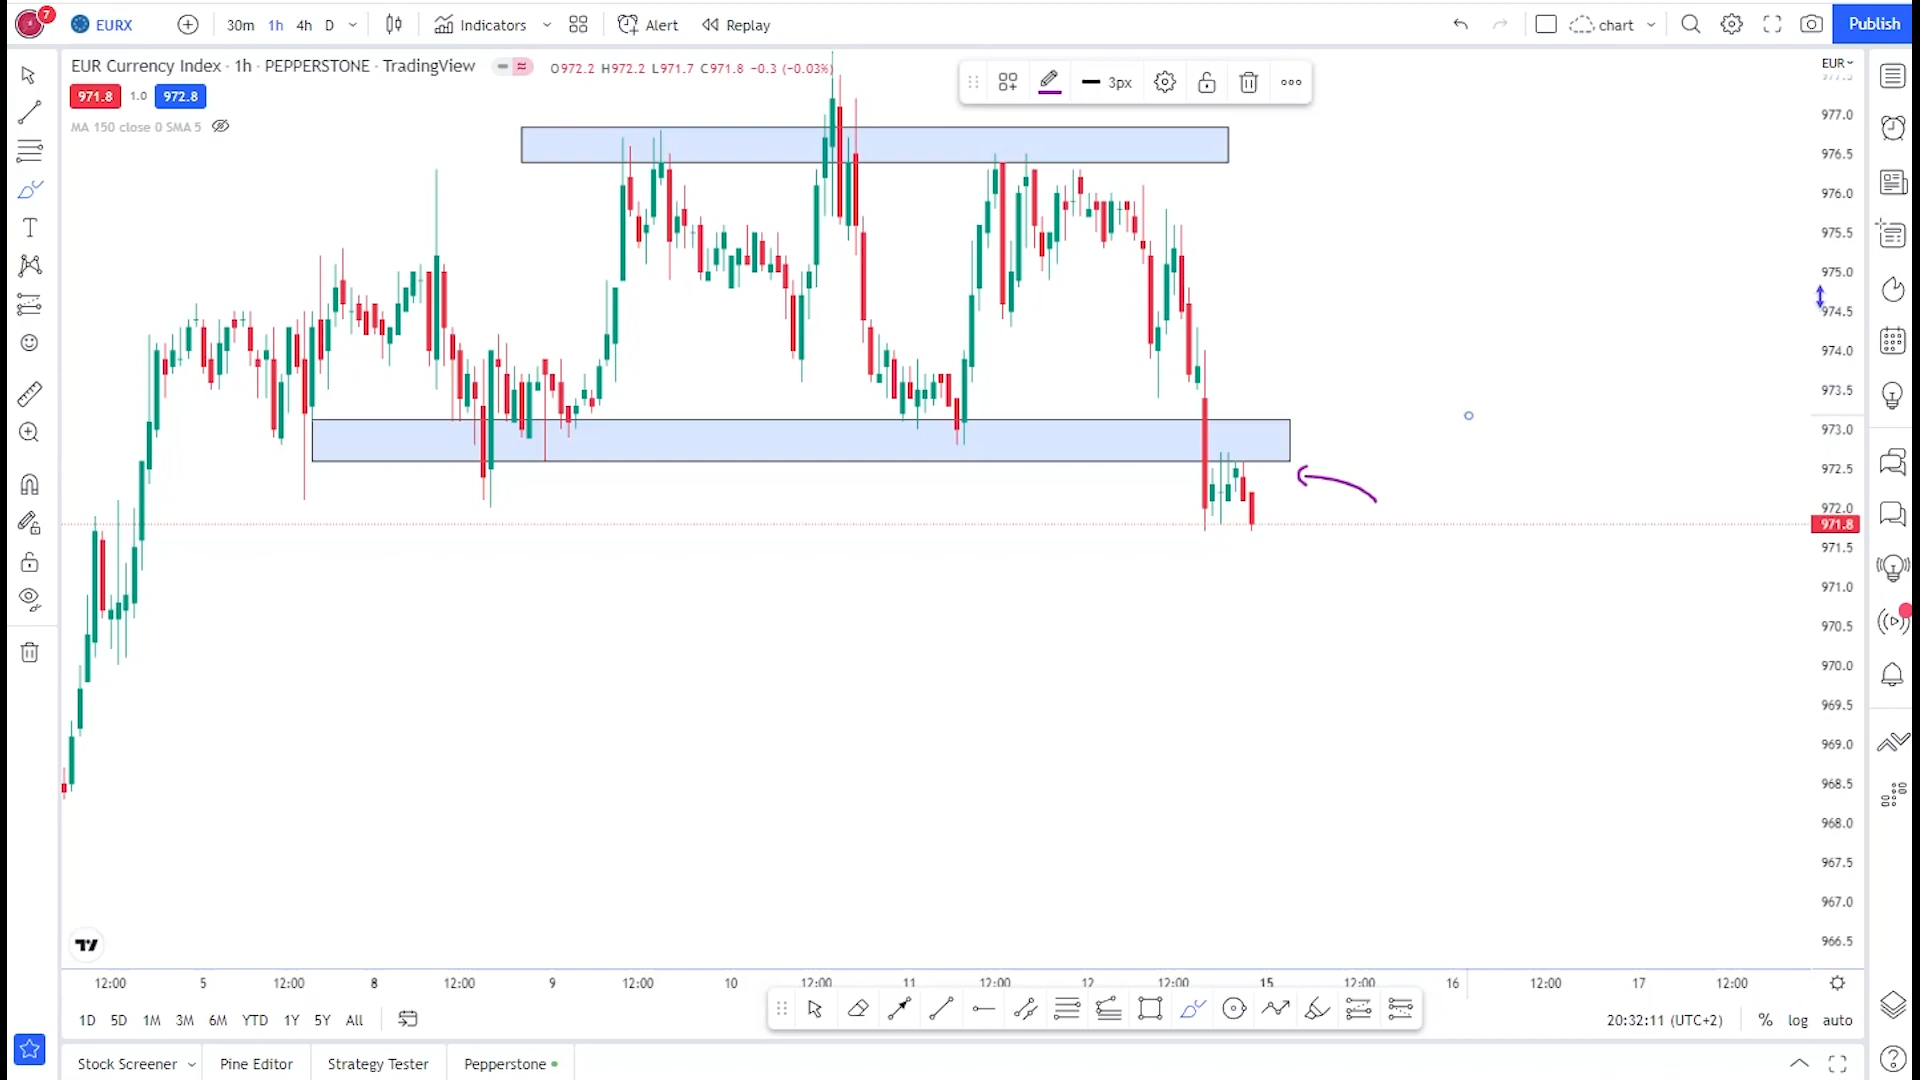 7 EURX 30m 1h 4h D Indicators Alert Replay chart Publish
EUR Currency Index · 1h · PEPPERSTONE · TradingView O972.2 H972.2 L971.7 C971.8 -0.3 (-0.03%)
971.8 1.0 972.8
MA 150 close 0 SMA 5
3px
EUR
977.5
977.0
976.5
976.0
975.5
975.0
974.5
974.0
973.5
973.0
972.5
972.0
971.8
971.5
971.0
970.5
970.0
969.5
969.0
968.5
968.0
967.5
967.0
966.5
12:00 5 12:00 8 12:00 9 12:00 10 12:00 11 12:00 12 12:00 15 12:00 16 12:00 17 12:00
1D 5D 1M 3M 6M YTD 1Y 5Y All
20:32:11 (UTC+2) % log auto
Stock Screener Pine Editor Strategy Tester Pepperstone